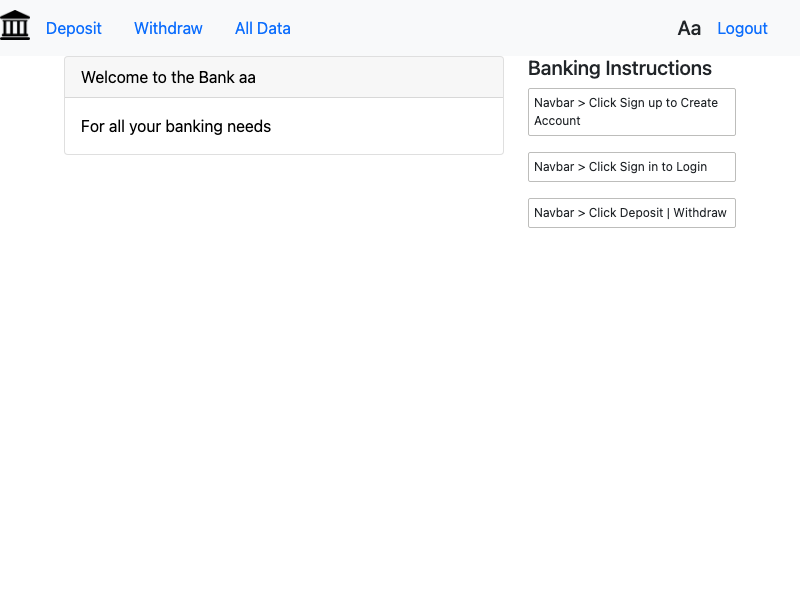 Deposit Withdraw All Data Aa Logout
Welcome to the Bank aa
For all your banking needs
Banking Instructions
Navbar > Click Sign up to Create
Account
Navbar > Click Sign in to Login
Navbar > Click Deposit | Withdraw